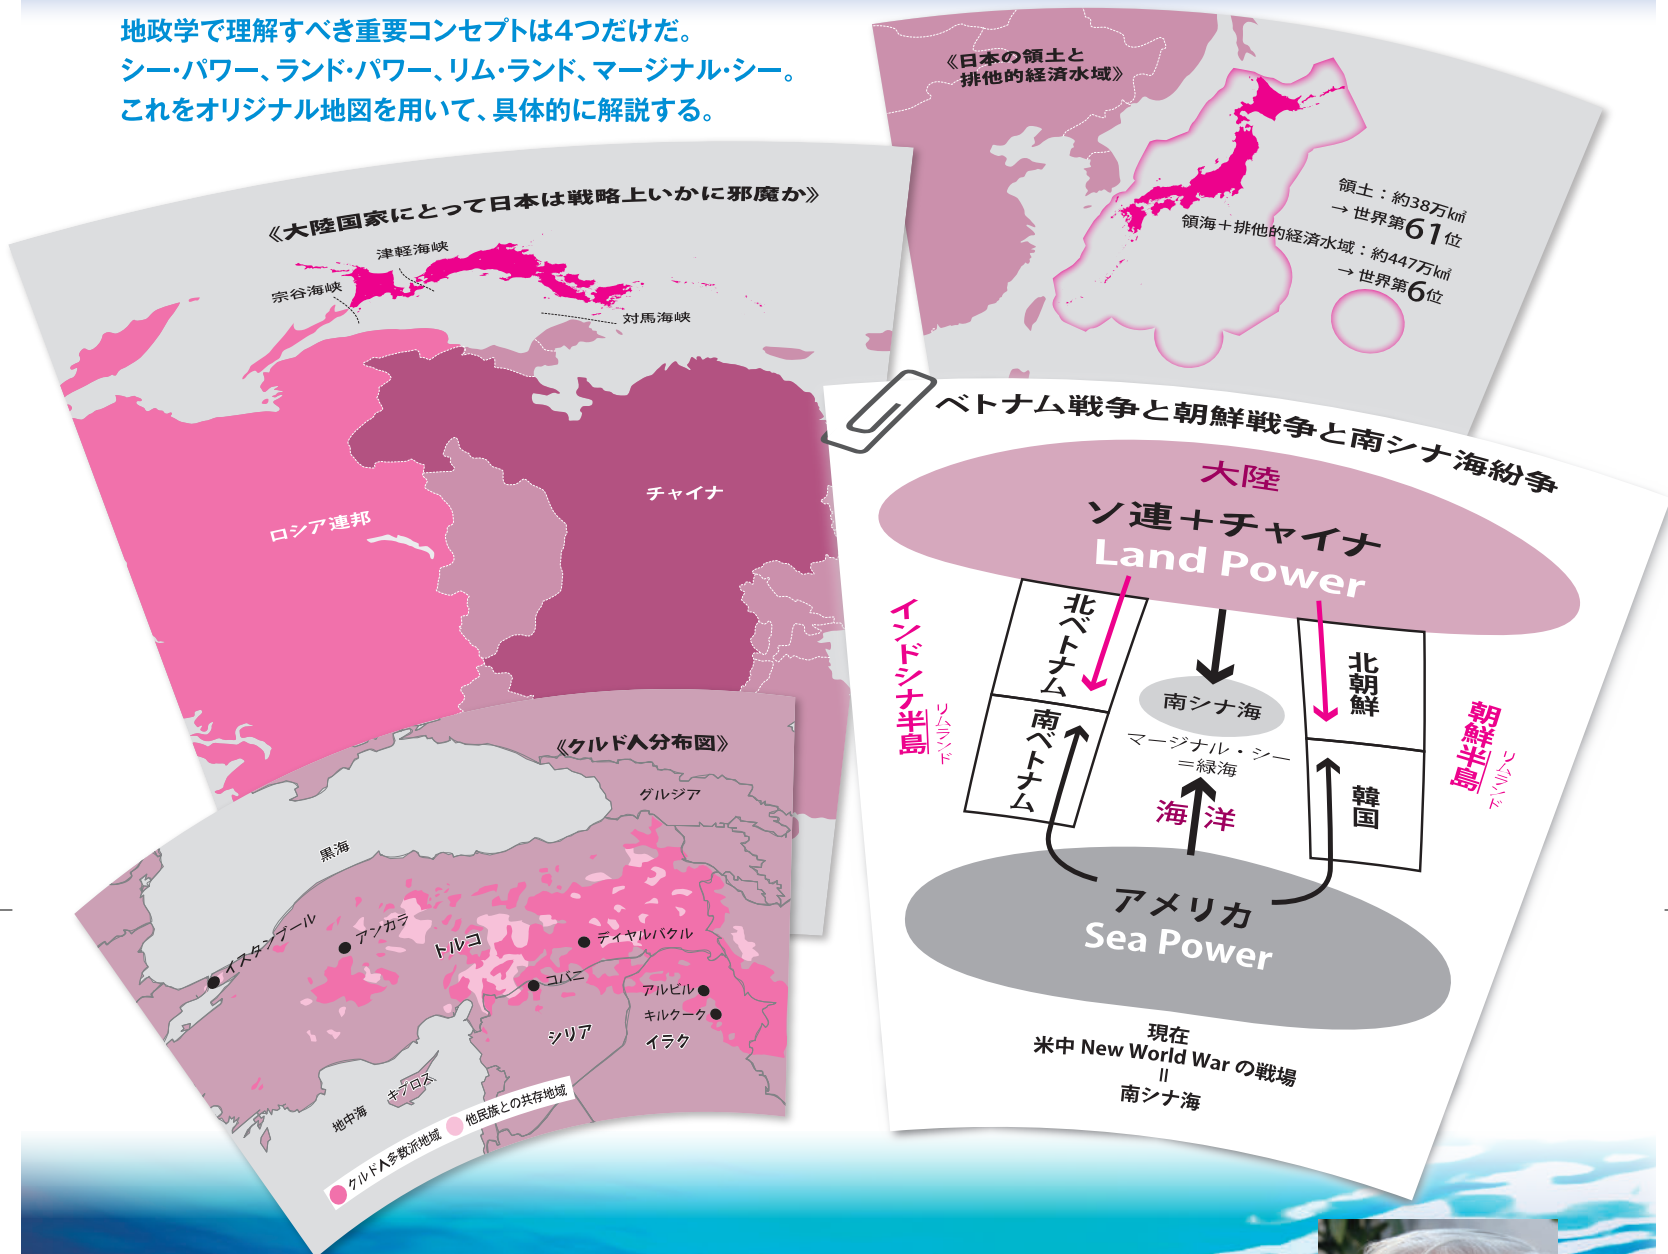 地政学で理解すべき重要コンセプトは4つだけだ。
シー・パワー、ランド・パワー、リム・ランド、マージナル・シー。
これをオリジナル地図を用いて、具体的に解説する。
《日本の領土と
排他的経済水域》
領土：約38万㎢
→ 世界第61位
領海＋排他的経済水域：約447万㎢
→ 世界第6位
《大陸国家にとって日本は戦略上いかに邪魔か》
津軽海峡
宗谷海峡
対馬海峡
チャイナ
ロシア連邦
ベトナム戦争と朝鮮戦争と南シナ海紛争
大陸
ソ連＋チャイナ
Land Power
インドシナ半島
リムランド
北ベトナム
南ベトナム
南シナ海
マージナル・シー
＝縁海
海洋
北朝鮮
韓国
朝鮮半島
リムランド
アメリカ
Sea Power
現在
米中 New World War の戦場
＝
南シナ海
《クルド人分布図》
グルジア
黒海
イスタンブール
アンカラ
トルコ
ディヤルバクル
コバニ
アルビル
キルクーク
シリア
イラク
キプロス
地中海
クルド人多数派地域
他民族との共存地域